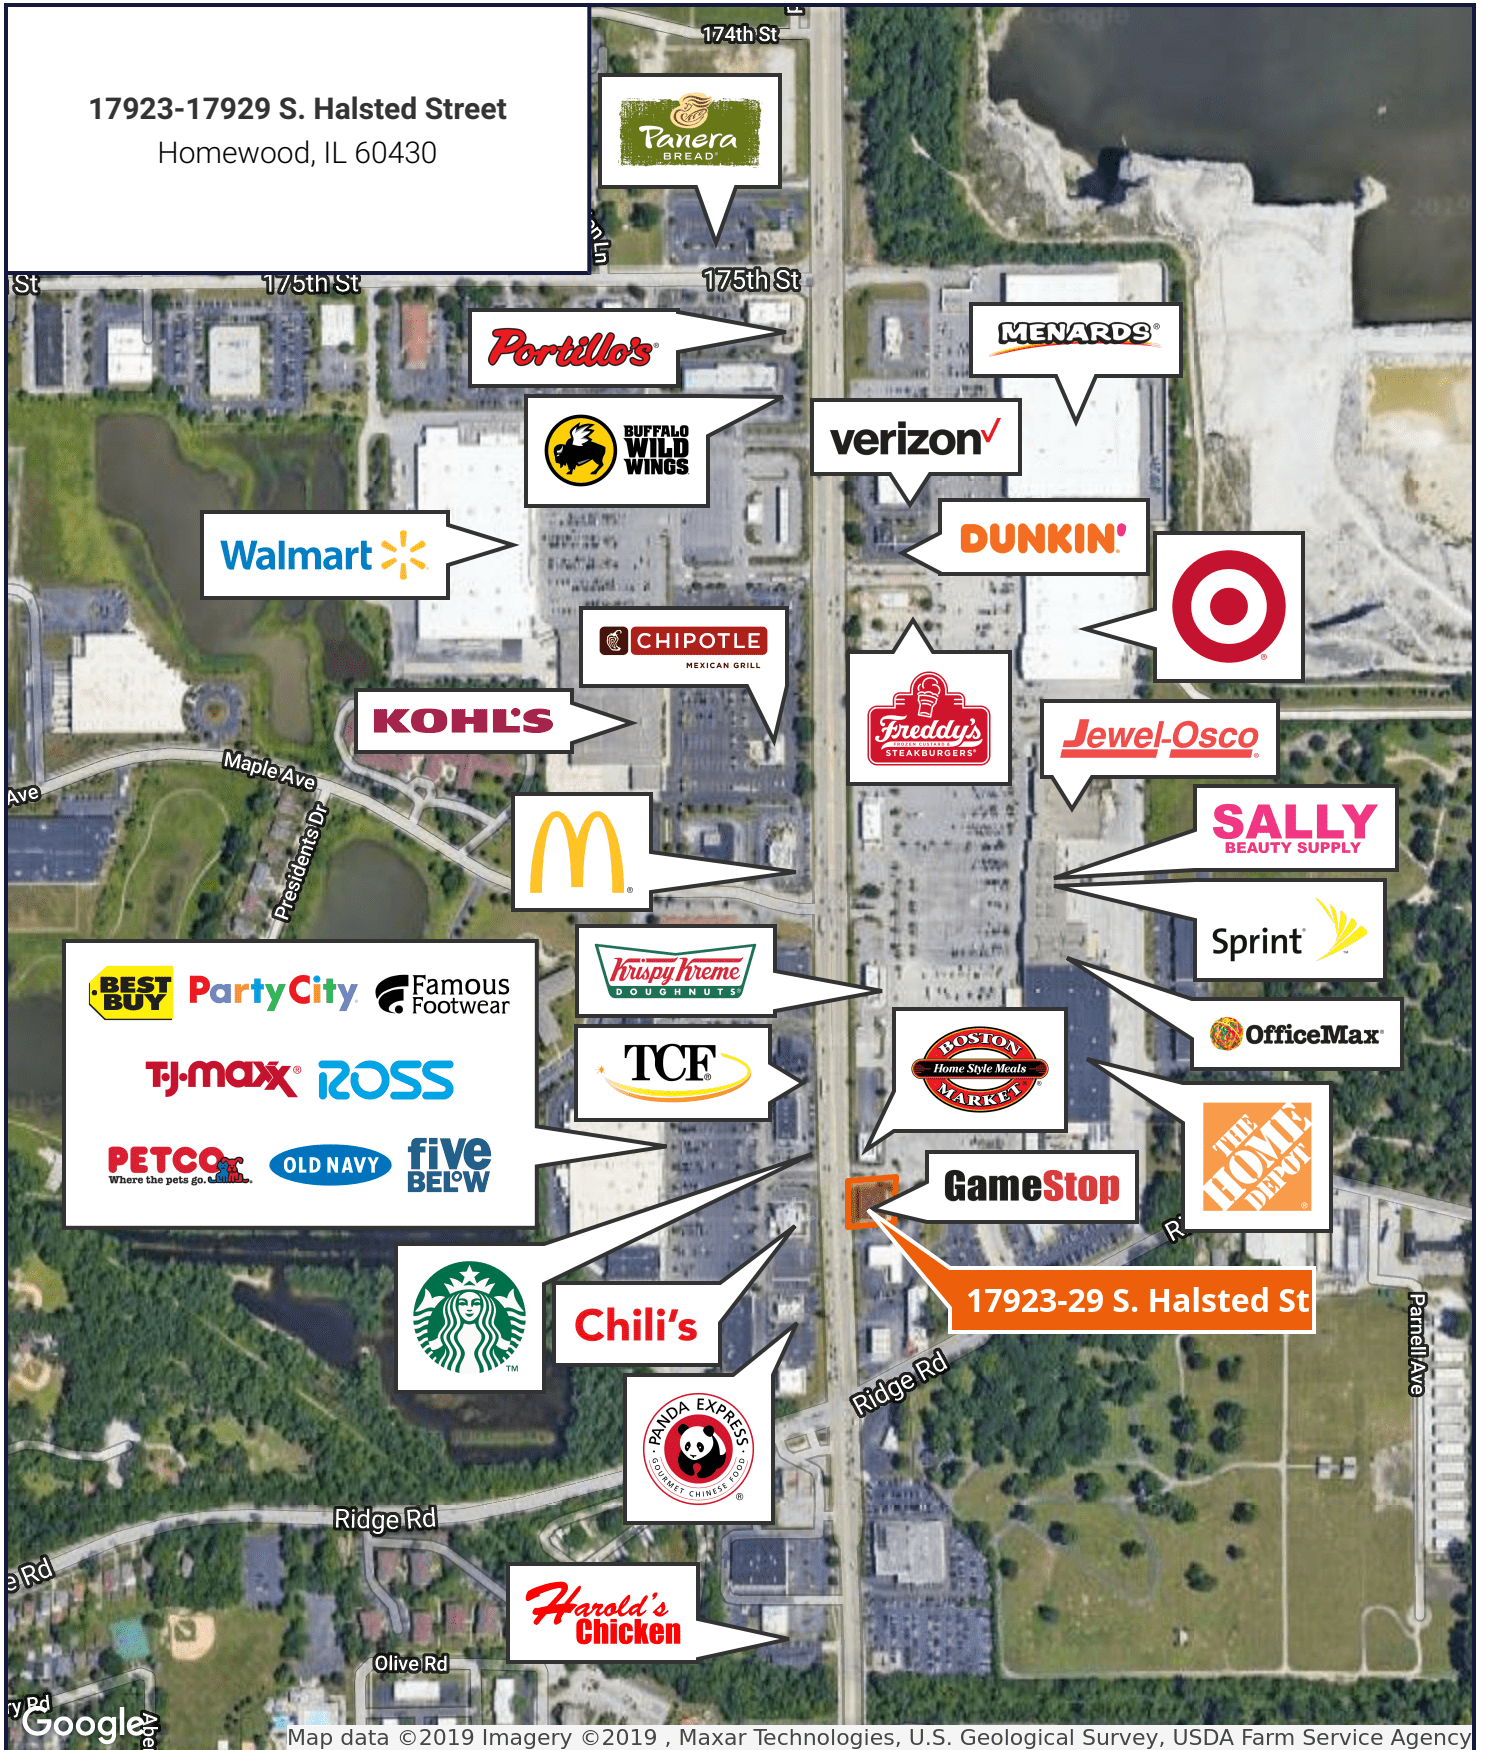 174th St
17923-17929 S. Halsted Street
Homewood, IL 60430
Panera
BREAD®
St
175th St
175th St
Portillo's®
MENARDS®
BUFFALO
WILD
WINGS
verizon
Walmart
DUNKIN'
CHIPOTLE
MEXICAN GRILL
KOHL'S
Freddy's
FROZEN CUSTARD &
STEAKBURGERS®
Jewel-Osco®
Maple Ave
Ave
Presidents Dr
SALLY
BEAUTY SUPPLY
Sprint
BEST
BUY
PartyCity
Famous
Footwear
Krispy Kreme
DOUGHNUTS®
OfficeMax®
TCF®
BOSTON
Home Style Meals
MARKET®
T·J·maxx®
ROSS
THE
HOME
DEPOT
PETCO
Where the pets go.
OLD NAVY
five
BEL°W
GameStop
17923-29 S. Halsted St
Chili's
TM
Parnell Ave
Ridge Rd
PANDA EXPRESS
GOURMET CHINESE FOOD
Ridge Rd
e Rd
Harold's
Chicken
Olive Rd
ry Rd
Google
Map data ©2019 Imagery ©2019 , Maxar Technologies, U.S. Geological Survey, USDA Farm Service Agency